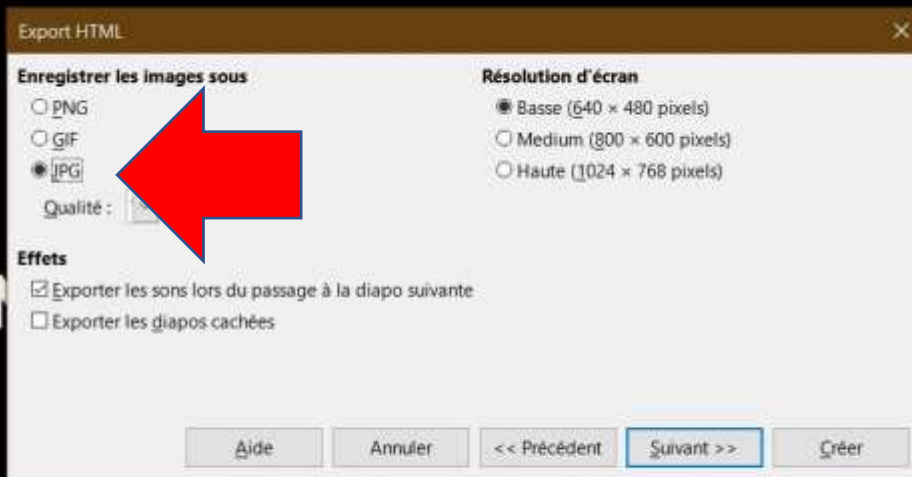 Export HTML
Enregistrer les images sous
PNG
GIF
JPG
Qualité :
Résolution d'écran
Basse (640 × 480 pixels)
Medium (800 × 600 pixels)
Haute (1024 × 768 pixels)
Effets
Exporter les sons lors du passage à la diapo suivante
Exporter les diapos cachées
Aide
Annuler
<< Précédent
Suivant >>
Créer